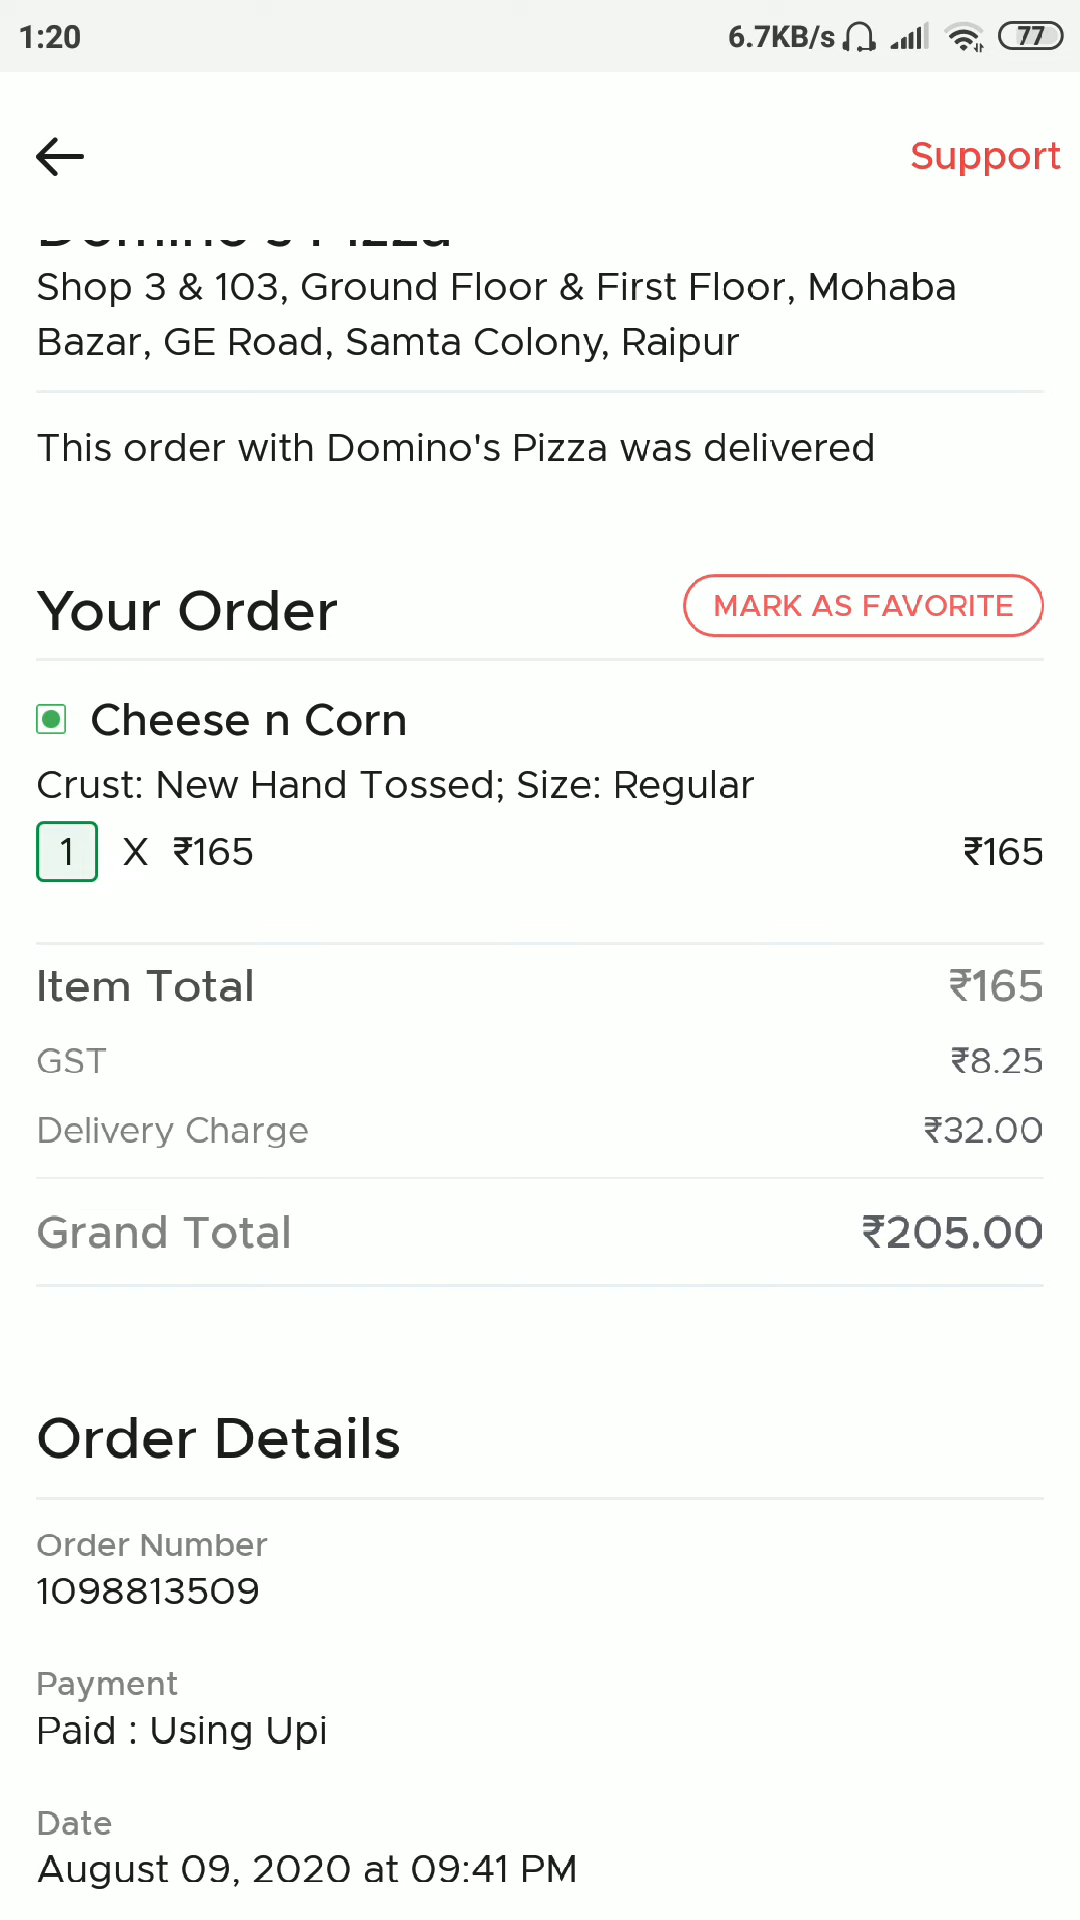 1:20
6.7KB/s
77
Support
Domino's Pizza
Shop 3 & 103, Ground Floor & First Floor, Mohaba
Bazar, GE Road, Samta Colony, Raipur
This order with Domino's Pizza was delivered
Your Order
MARK AS FAVORITE
Cheese n Corn
Crust: New Hand Tossed; Size: Regular
1 X ₹165 ₹165
Item Total ₹165
GST ₹8.25
Delivery Charge ₹32.00
Grand Total ₹205.00
Order Details
Order Number
1098813509
Payment
Paid : Using Upi
Date
August 09, 2020 at 09:41 PM